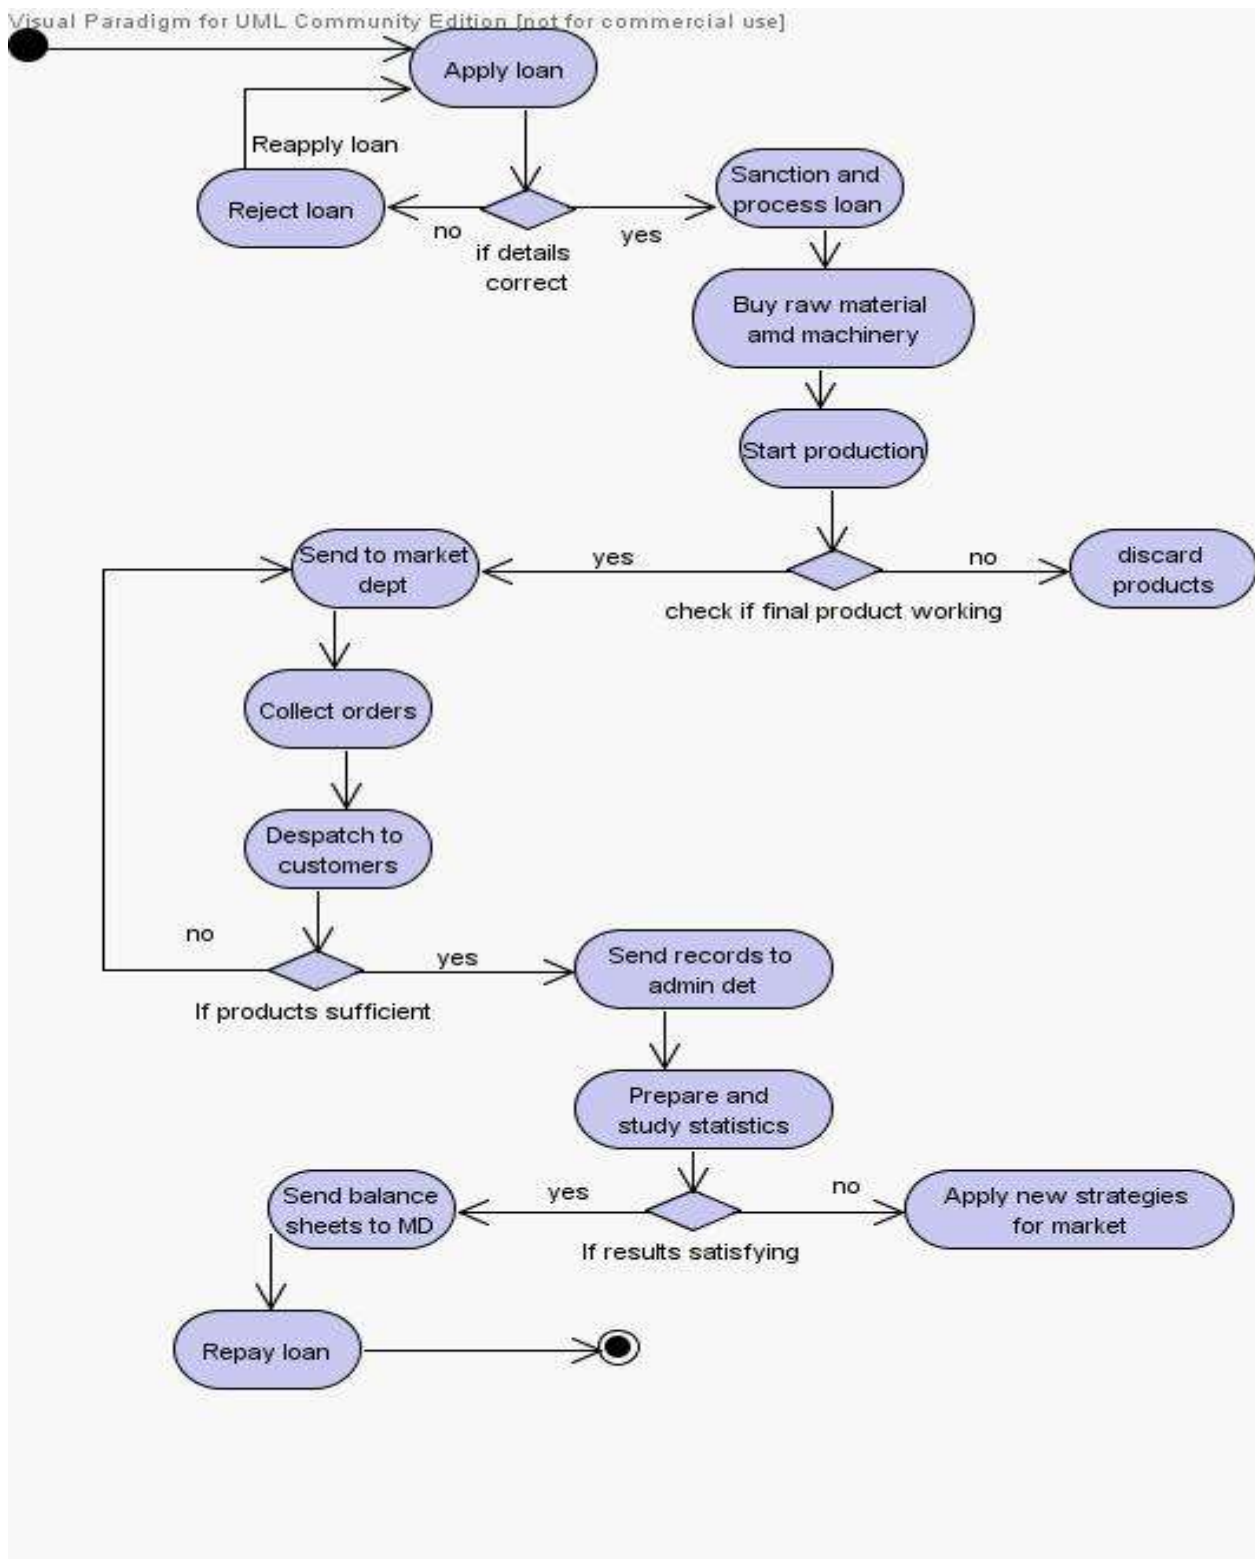 Visual Paradigm for UML Community Edition [not for commercial use]
Apply loan
Reapply loan
Reject loan
no
if details
correct
yes
Sanction and
process loan
Buy raw material
amd machinery
Start production
Send to market
dept
yes
check if final product working
no
discard
products
Collect orders
Despatch to
customers
no
If products sufficient
yes
Send records to
admin det
Prepare and
study statistics
Send balance
sheets to MD
yes
If results satisfying
no
Apply new strategies
for market
Repay loan